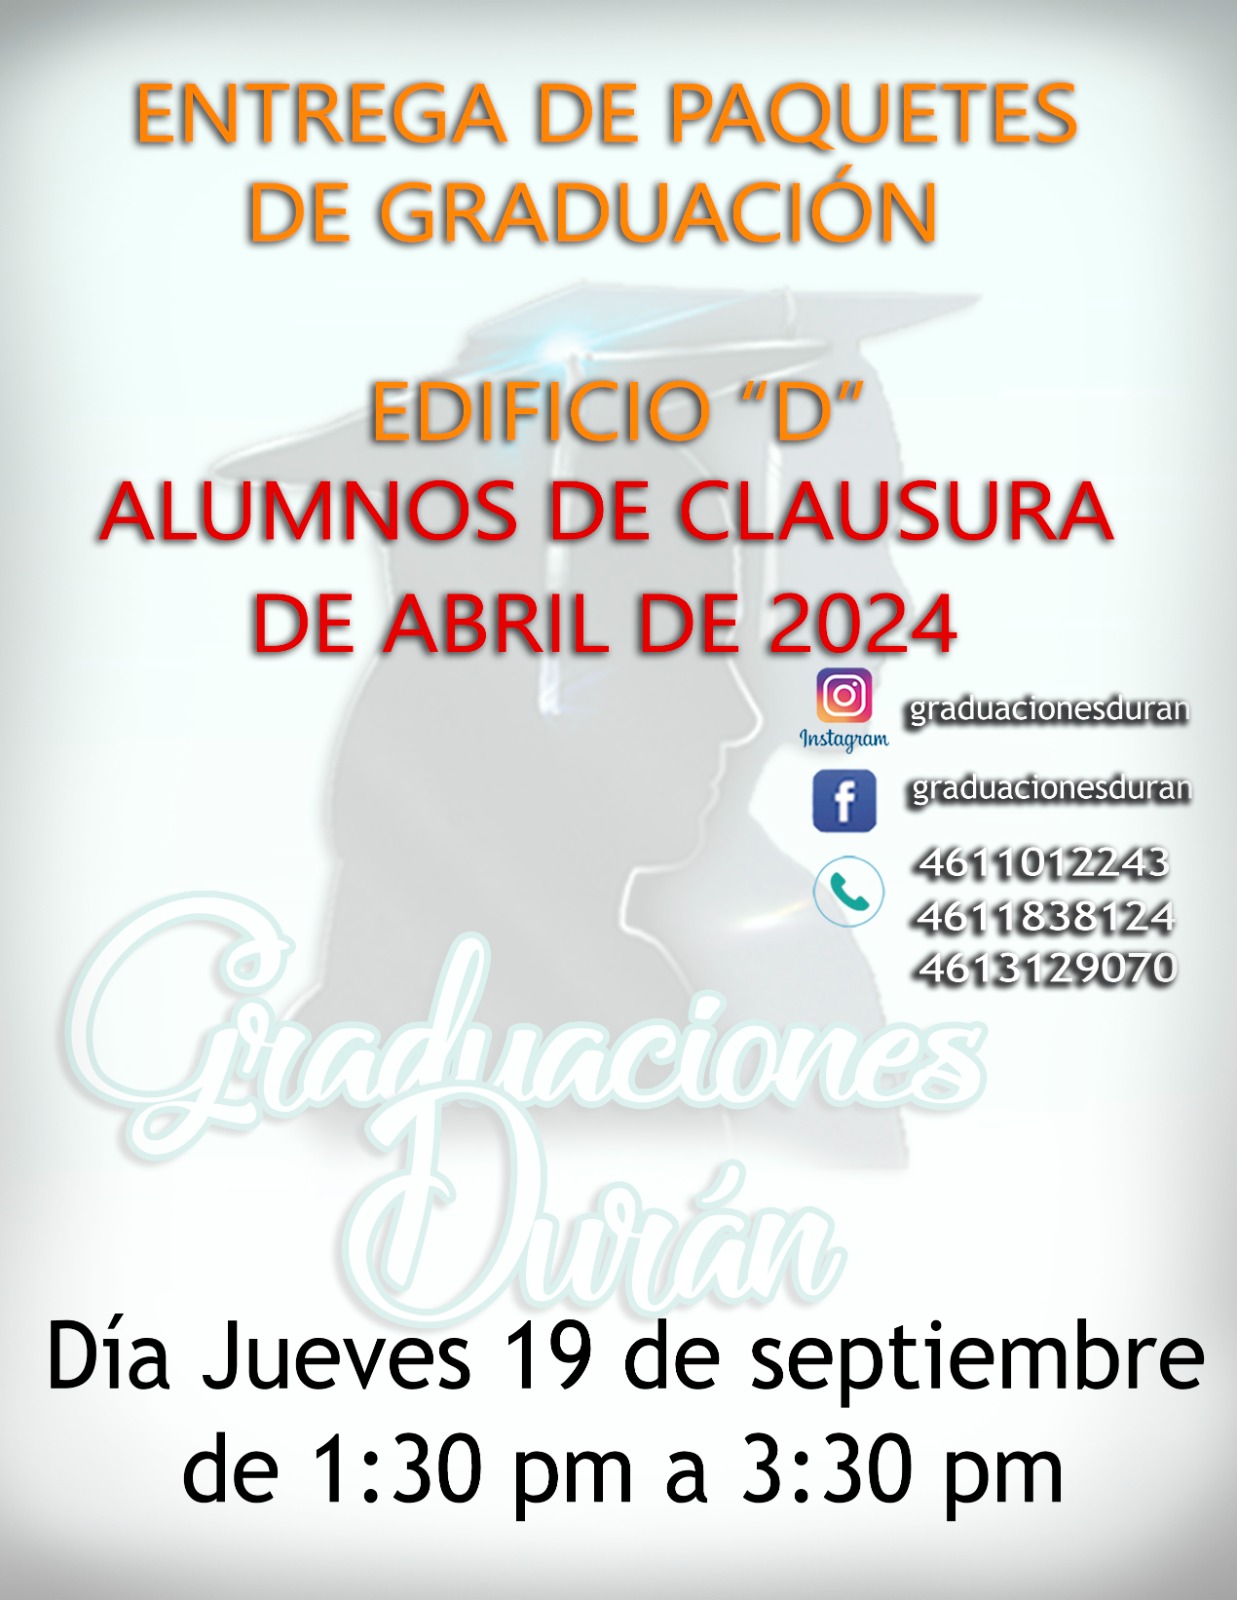 ENTREGA DE PAQUETES
DE GRADUACIÓN
EDIFICIO “D”
ALUMNOS DE CLAUSURA
DE ABRIL DE 2024
Instagram
graduacionesduran
graduacionesduran
4611012243
4611838124
4613129070
Graduaciones
Durán
Día Jueves 19 de septiembre
de 1:30 pm a 3:30 pm